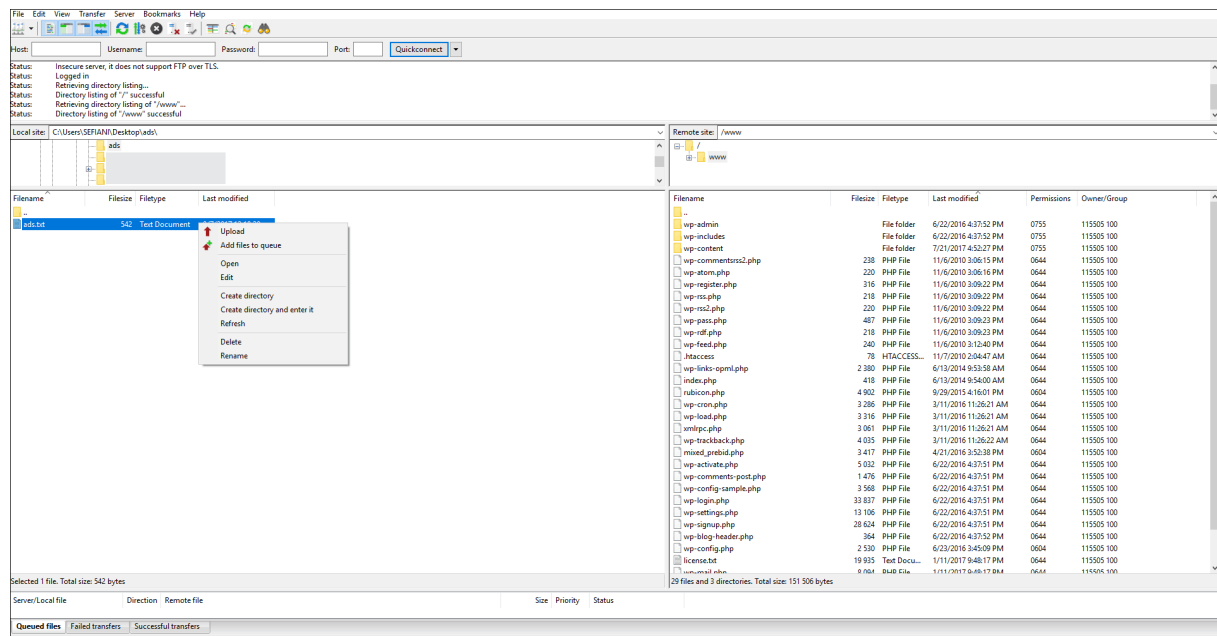 File Edit View Transfer Server Bookmarks Help
Host: Username: Password: Port: Quickconnect
Status: Insecure server, it does not support FTP over TLS.
Status: Logged in
Status: Retrieving directory listing...
Status: Directory listing of "/" successful
Status: Retrieving directory listing of "/www"...
Status: Directory listing of "/www" successful
Local site: C:\Users\SEFIANI\Desktop\ads\
ads
Filename Filesize Filetype Last modified
..
ads.txt 542 Text Document
Upload
Add files to queue
Open
Edit
Create directory
Create directory and enter it
Refresh
Delete
Rename
Selected 1 file. Total size: 542 bytes
Remote site: /www
/
www
Filename Filesize Filetype Last modified Permissions Owner/Group
..
wp-admin File folder 6/22/2016 4:37:52 PM 0755 115505 100
wp-includes File folder 6/22/2016 4:37:52 PM 0755 115505 100
wp-content File folder 7/21/2017 4:52:27 PM 0755 115505 100
wp-commentsrss2.php 238 PHP File 11/6/2010 3:06:15 PM 0644 115505 100
wp-atom.php 220 PHP File 11/6/2010 3:06:16 PM 0644 115505 100
wp-register.php 316 PHP File 11/6/2010 3:09:22 PM 0644 115505 100
wp-rss.php 218 PHP File 11/6/2010 3:09:22 PM 0644 115505 100
wp-rss2.php 220 PHP File 11/6/2010 3:09:22 PM 0644 115505 100
wp-pass.php 487 PHP File 11/6/2010 3:09:23 PM 0644 115505 100
wp-rdf.php 218 PHP File 11/6/2010 3:09:23 PM 0644 115505 100
wp-feed.php 240 PHP File 11/6/2010 3:12:40 PM 0644 115505 100
.htaccess 78 HTACCESS... 11/7/2010 2:04:47 AM 0644 115505 100
wp-links-opml.php 2 380 PHP File 6/13/2014 9:53:58 AM 0644 115505 100
index.php 418 PHP File 6/13/2014 9:54:00 AM 0644 115505 100
rubicon.php 4 902 PHP File 9/29/2015 4:16:01 PM 0604 115505 100
wp-cron.php 3 286 PHP File 3/11/2016 11:26:21 AM 0644 115505 100
wp-load.php 3 316 PHP File 3/11/2016 11:26:21 AM 0644 115505 100
xmlrpc.php 3 061 PHP File 3/11/2016 11:26:21 AM 0644 115505 100
wp-trackback.php 4 035 PHP File 3/11/2016 11:26:22 AM 0644 115505 100
mixed_prebid.php 3 417 PHP File 4/21/2016 3:52:38 PM 0604 115505 100
wp-activate.php 5 032 PHP File 6/22/2016 4:37:51 PM 0644 115505 100
wp-comments-post.php 1 476 PHP File 6/22/2016 4:37:51 PM 0644 115505 100
wp-config-sample.php 3 568 PHP File 6/22/2016 4:37:51 PM 0644 115505 100
wp-login.php 33 837 PHP File 6/22/2016 4:37:51 PM 0644 115505 100
wp-settings.php 13 106 PHP File 6/22/2016 4:37:51 PM 0644 115505 100
wp-signup.php 28 624 PHP File 6/22/2016 4:37:51 PM 0644 115505 100
wp-blog-header.php 364 PHP File 6/22/2016 4:37:52 PM 0644 115505 100
wp-config.php 2 530 PHP File 6/23/2016 3:45:09 PM 0604 115505 100
license.txt 19 935 Text Docu... 1/11/2017 9:48:17 PM 0644 115505 100
wp-mail.php 8 094 PHP File 1/11/2017 9:48:17 PM 0644 115505 100
29 files and 3 directories. Total size: 151 506 bytes
Server/Local file Direction Remote file Size Priority Status
Queued files Failed transfers Successful transfers